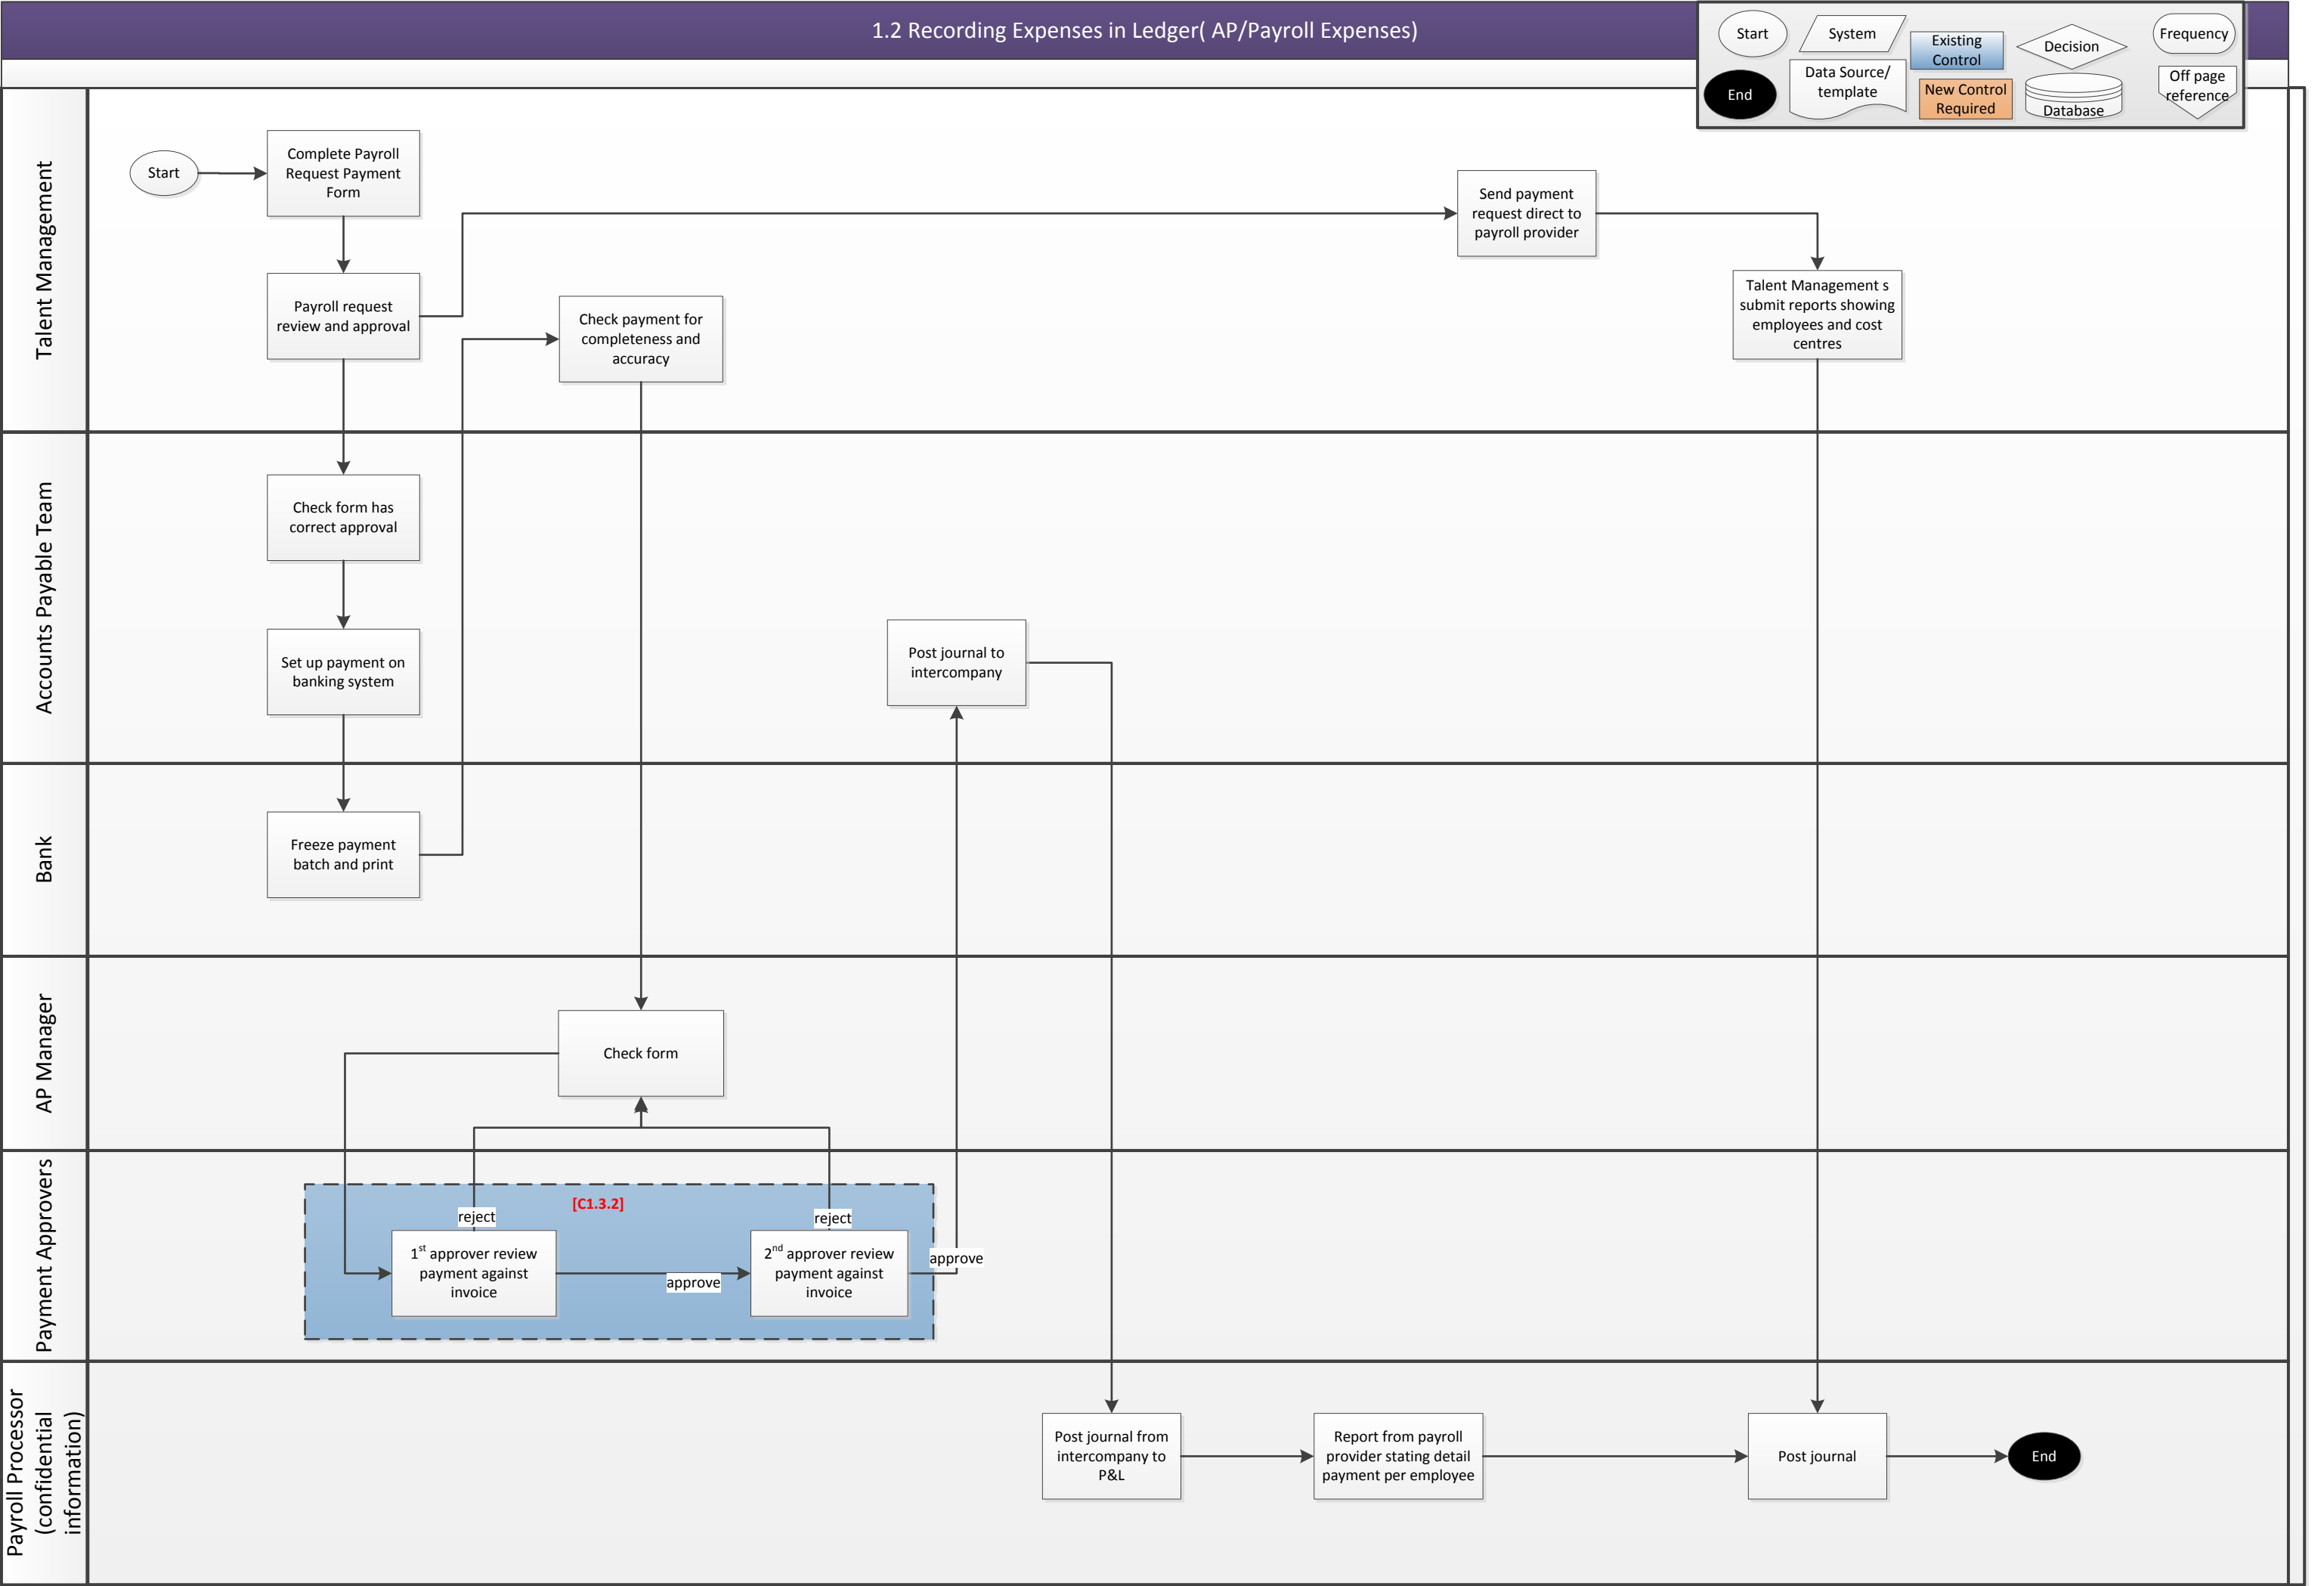 1.2 Recording Expenses in Ledger( AP/Payroll Expenses)
Start
System
Existing
Control
Decision
Frequency
End
Data Source/
template
New Control
Required
Database
Off page
reference
Talent Management
Start
Complete Payroll
Request Payment
Form
Payroll request
review and approval
Check payment for
completeness and
accuracy
Send payment
request direct to
payroll provider
Talent Management s
submit reports showing
employees and cost
centres
Accounts Payable Team
Check form has
correct approval
Set up payment on
banking system
Post journal to
intercompany
Bank
Freeze payment
batch and print
AP Manager
Check form
Payment Approvers
[C1.3.2]
reject
reject
1st approver review
payment against
invoice
approve
2nd approver review
payment against
invoice
approve
Payroll Processor
(confidential
information)
Post journal from
intercompany to
P&L
Report from payroll
provider stating detail
payment per employee
Post journal
End